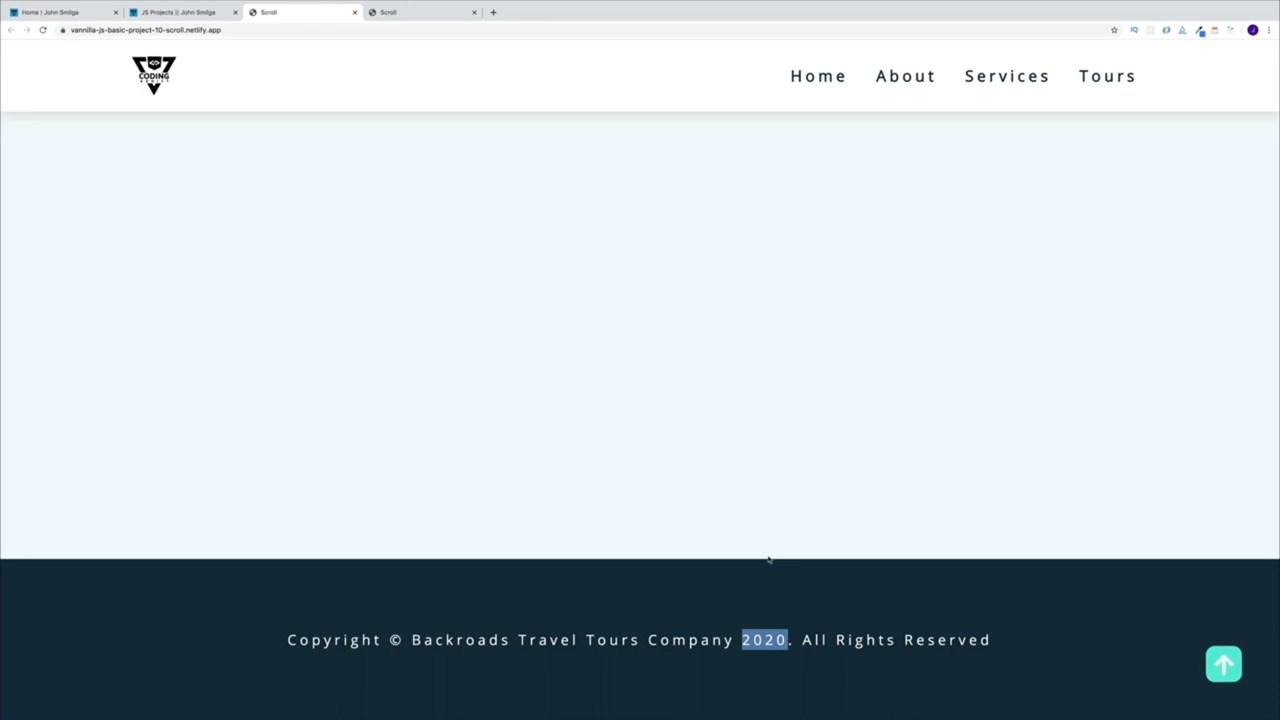 Home | John Smilga
JS Projects || John Smilga
Scroll
Scroll
vannilla-js-basic-project-10-scroll.netlify.app
J
CODING
ADDICT
Home About Services Tours
Copyright © Backroads Travel Tours Company 2020. All Rights Reserved